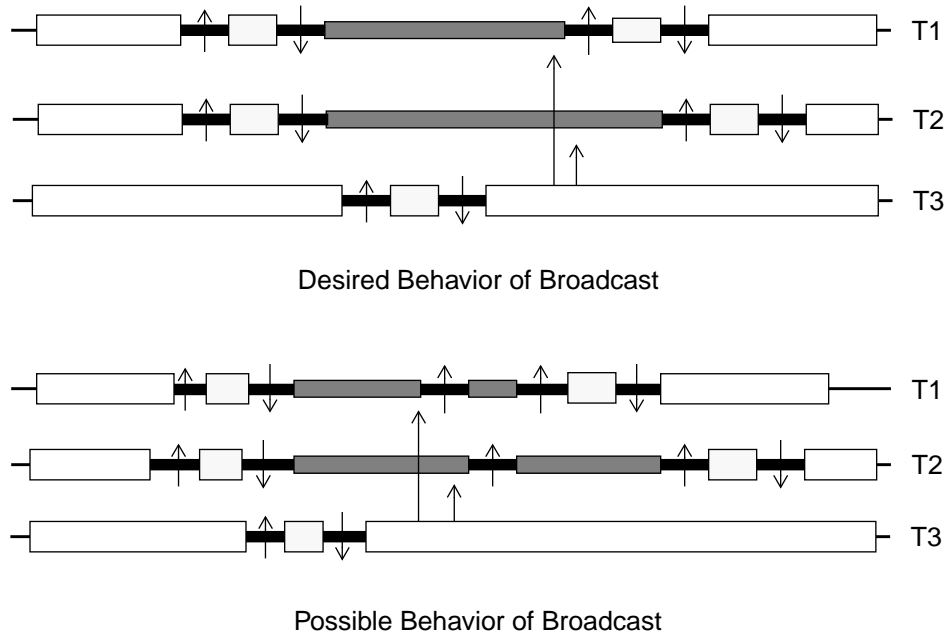 T1
T2
T3
Desired Behavior of Broadcast
T1
T2
T3
Possible Behavior of Broadcast